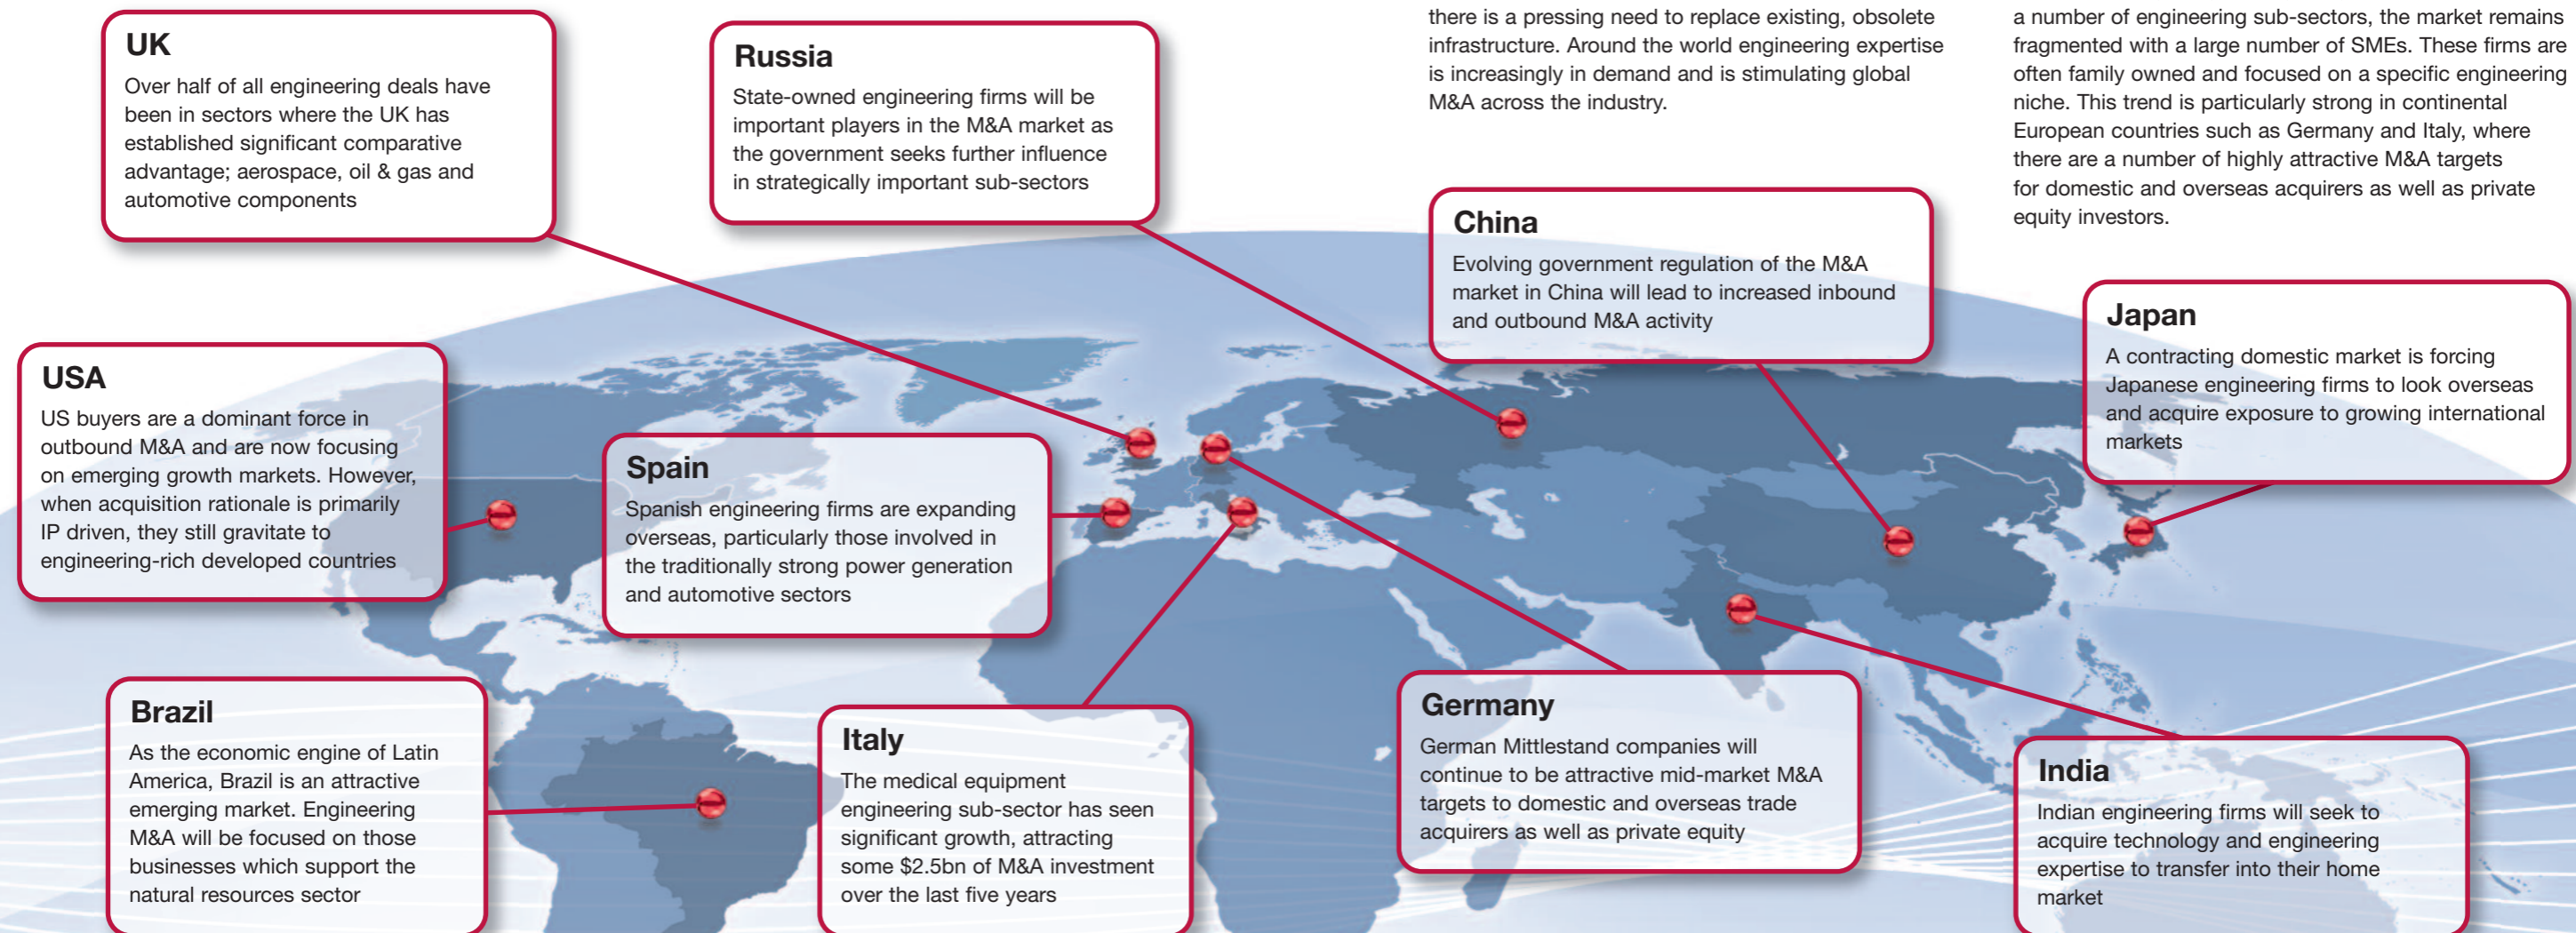 there is a pressing need to replace existing, obsolete
infrastructure. Around the world engineering expertise
is increasingly in demand and is stimulating global
M&A across the industry.
a number of engineering sub-sectors, the market remains
fragmented with a large number of SMEs. These firms are
often family owned and focused on a specific engineering
niche. This trend is particularly strong in continental
European countries such as Germany and Italy, where
there are a number of highly attractive M&A targets
for domestic and overseas acquirers as well as private
equity investors.
UK
Over half of all engineering deals have
been in sectors where the UK has
established significant comparative
advantage; aerospace, oil & gas and
automotive components
Russia
State-owned engineering firms will be
important players in the M&A market as
the government seeks further influence
in strategically important sub-sectors
China
Evolving government regulation of the M&A
market in China will lead to increased inbound
and outbound M&A activity
Japan
A contracting domestic market is forcing
Japanese engineering firms to look overseas
and acquire exposure to growing international
markets
USA
US buyers are a dominant force in
outbound M&A and are now focusing
on emerging growth markets. However,
when acquisition rationale is primarily
IP driven, they still gravitate to
engineering-rich developed countries
Spain
Spanish engineering firms are expanding
overseas, particularly those involved in
the traditionally strong power generation
and automotive sectors
Brazil
As the economic engine of Latin
America, Brazil is an attractive
emerging market. Engineering
M&A will be focused on those
businesses which support the
natural resources sector
Italy
The medical equipment
engineering sub-sector has seen
significant growth, attracting
some $2.5bn of M&A investment
over the last five years
Germany
German Mittlestand companies will
continue to be attractive mid-market M&A
targets to domestic and overseas trade
acquirers as well as private equity
India
Indian engineering firms will seek to
acquire technology and engineering
expertise to transfer into their home
market